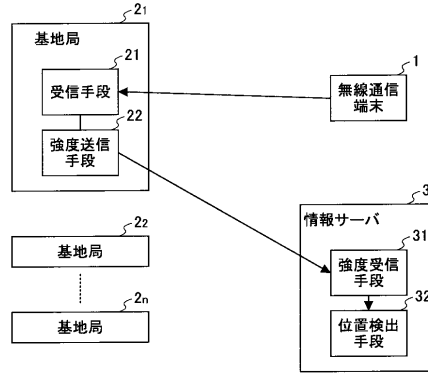 2₁
基地局
21
受信手段
22
強度送信
手段
1
無線通信
端末
2₂
基地局
2n
基地局
3
情報サーバ
31
強度受信
手段
32
位置検出
手段